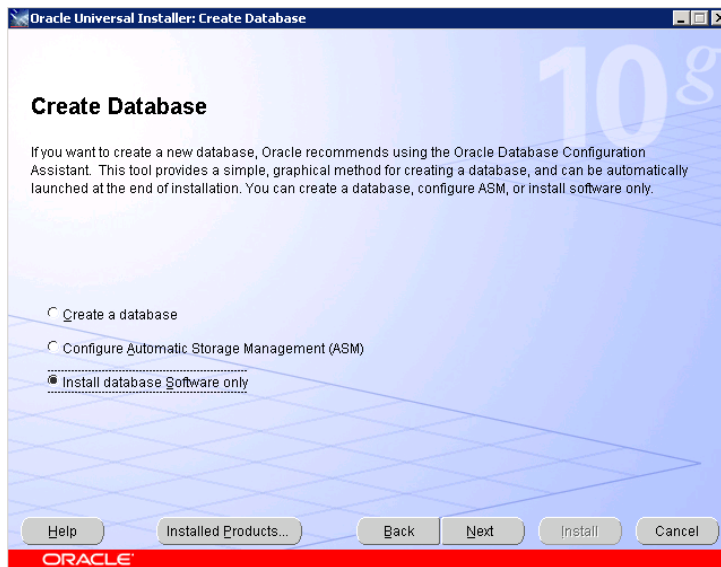 Oracle Universal Installer: Create Database
10g
Create Database
If you want to create a new database, Oracle recommends using the Oracle Database Configuration
Assistant. This tool provides a simple, graphical method for creating a database, and can be automatically
launched at the end of installation. You can create a database, configure ASM, or install software only.
Create a database
Configure Automatic Storage Management (ASM)
Install database Software only
Help
Installed Products...
Back
Next
Install
Cancel
ORACLE